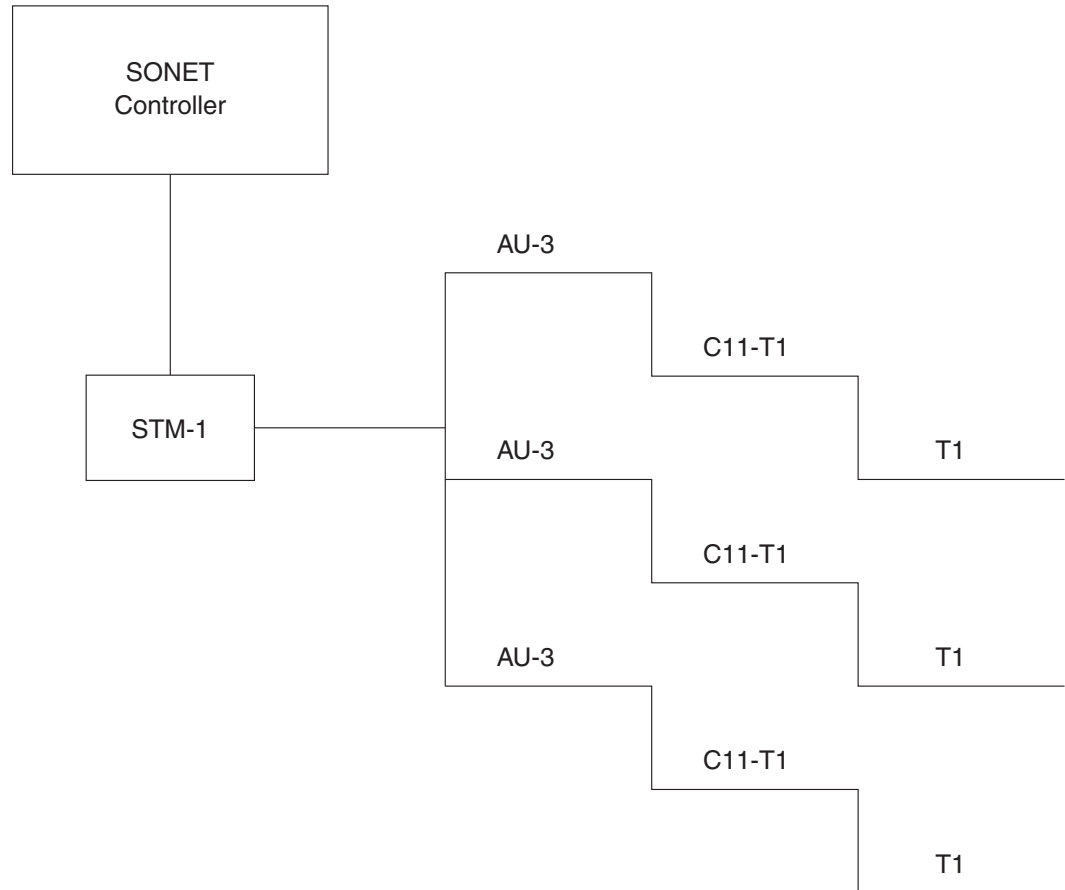 SONET
Controller
AU-3
C11-T1
STM-1
AU-3
T1
C11-T1
AU-3
T1
C11-T1
T1